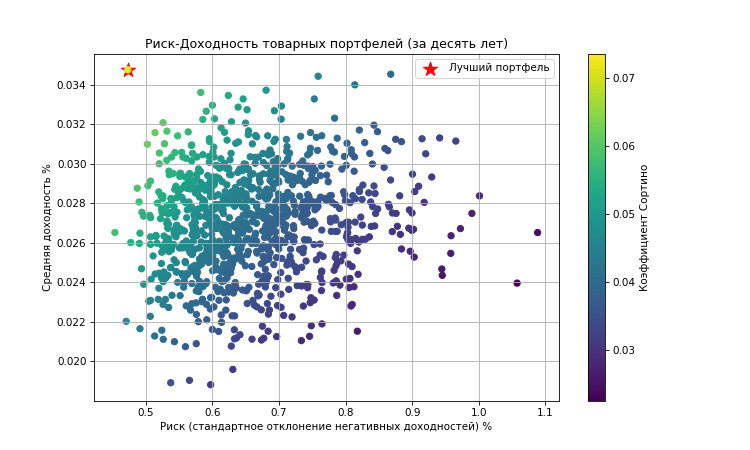 Риск-Доходность товарных портфелей (за десять лет)
Лучший портфель
Средняя доходность %
0.034
0.032
0.030
0.028
0.026
0.024
0.022
0.020
0.5 0.6 0.7 0.8 0.9 1.0 1.1
Риск (стандартное отклонение негативных доходностей) %
0.07
0.06
0.05
0.04
0.03
Коэффициент Сортино